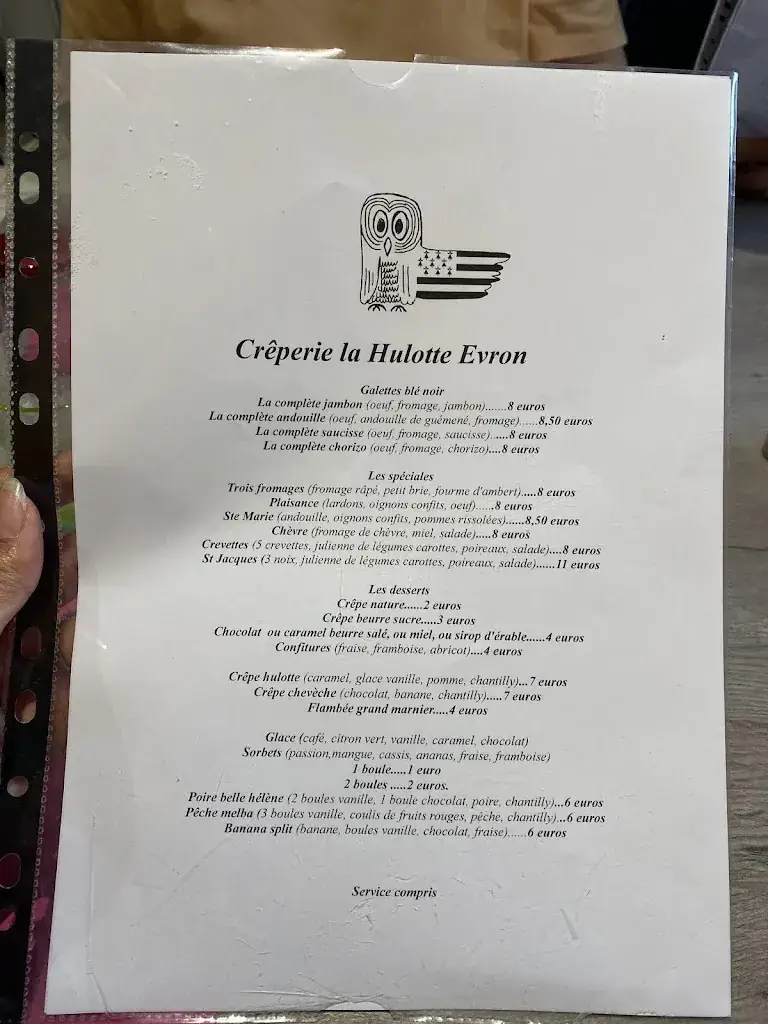 Crêperie la Hulotte Evron
Galettes blé noir
La complète jambon (oeuf, fromage, jambon).......8 euros
La complète andouille (oeuf, andouille de guémené, fromage)......8,50 euros
La complète saucisse (oeuf, fromage, saucisse). ....8 euros
La complète chorizo (oeuf, fromage, chorizo)....8 euros
Les spéciales
Trois fromages (fromage râpé, petit brie, fourme d'ambert).....8 euros
Plaisance (lardons, oignons confits, oeuf)......8 euros
Ste Marie (andouille, oignons confits, pommes rissolées)......8,50 euros
Chèvre (fromage de chèvre, miel, salade).....8 euros
Crevettes (5 crevettes, julienne de légumes carottes, poireaux, salade)....8 euros
St Jacques (3 noix, julienne de légumes carottes, poireaux, salade)......11 euros
Les desserts
Crêpe nature......2 euros
Crêpe beurre sucre.....3 euros
Chocolat ou caramel beurre salé, ou miel, ou sirop d'érable......4 euros
Confitures (fraise, framboise, abricot)....4 euros
Crêpe hulotte (caramel, glace vanille, pomme, chantilly)...7 euros
Crêpe chevèche (chocolat, banane, chantilly).....7 euros
Flambée grand marnier.....4 euros
Glace (café, citron vert, vanille, caramel, chocolat)
Sorbets (passion,mangue, cassis, ananas, fraise, framboise)
1 boule.....1 euro
2 boules .....2 euros.
Poire belle hélène (2 boules vanille, 1 boule chocolat, poire, chantilly)...6 euros
Pêche melba (3 boules vanille, coulis de fruits rouges, pêche, chantilly)...6 euros
Banana split (banane, boules vanille, chocolat, fraise)......6 euros
Service compris